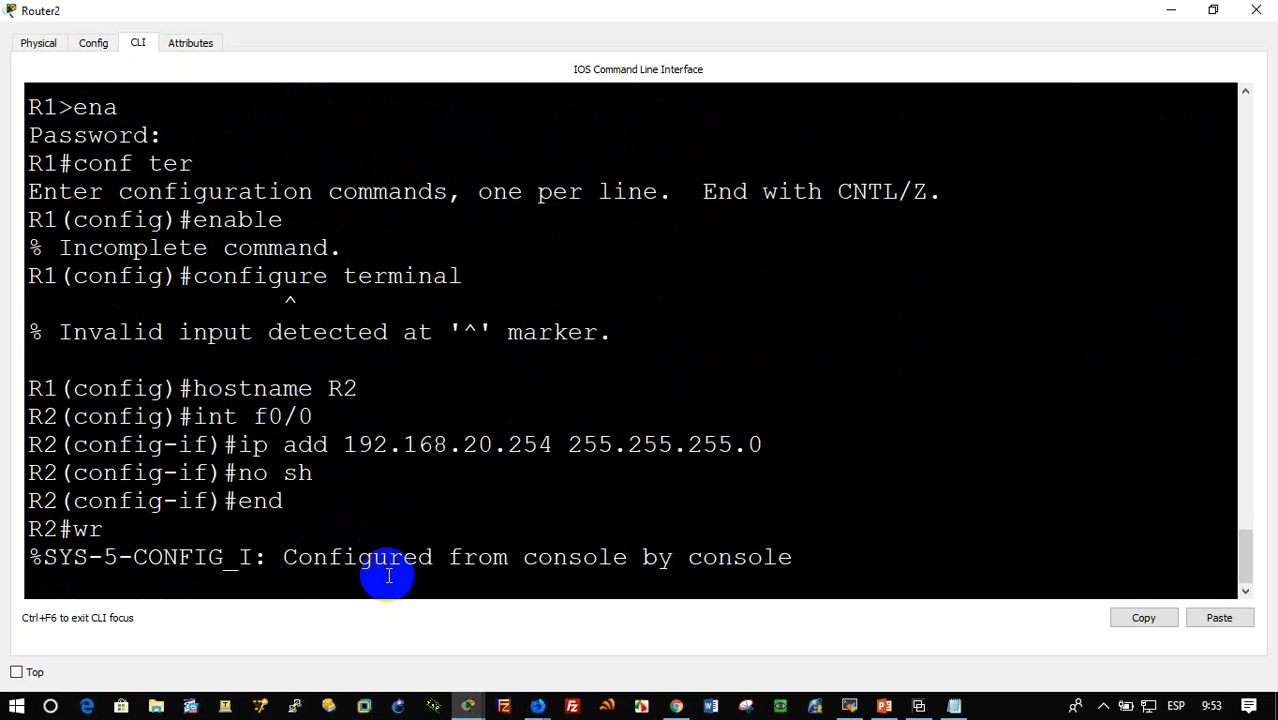 Router2
Physical Config CLI Attributes
IOS Command Line Interface
R1>ena
Password:
R1#conf ter
Enter configuration commands, one per line.  End with CNTL/Z.
R1(config)#enable
% Incomplete command.
R1(config)#configure terminal
^
% Invalid input detected at '^' marker.
R1(config)#hostname R2
R2(config)#int f0/0
R2(config-if)#ip add 192.168.20.254 255.255.255.0
R2(config-if)#no sh
R2(config-if)#end
R2#wr
%SYS-5-CONFIG_I: Configured from console by console
Ctrl+F6 to exit CLI focus
Copy Paste
Top
ESP 9:53